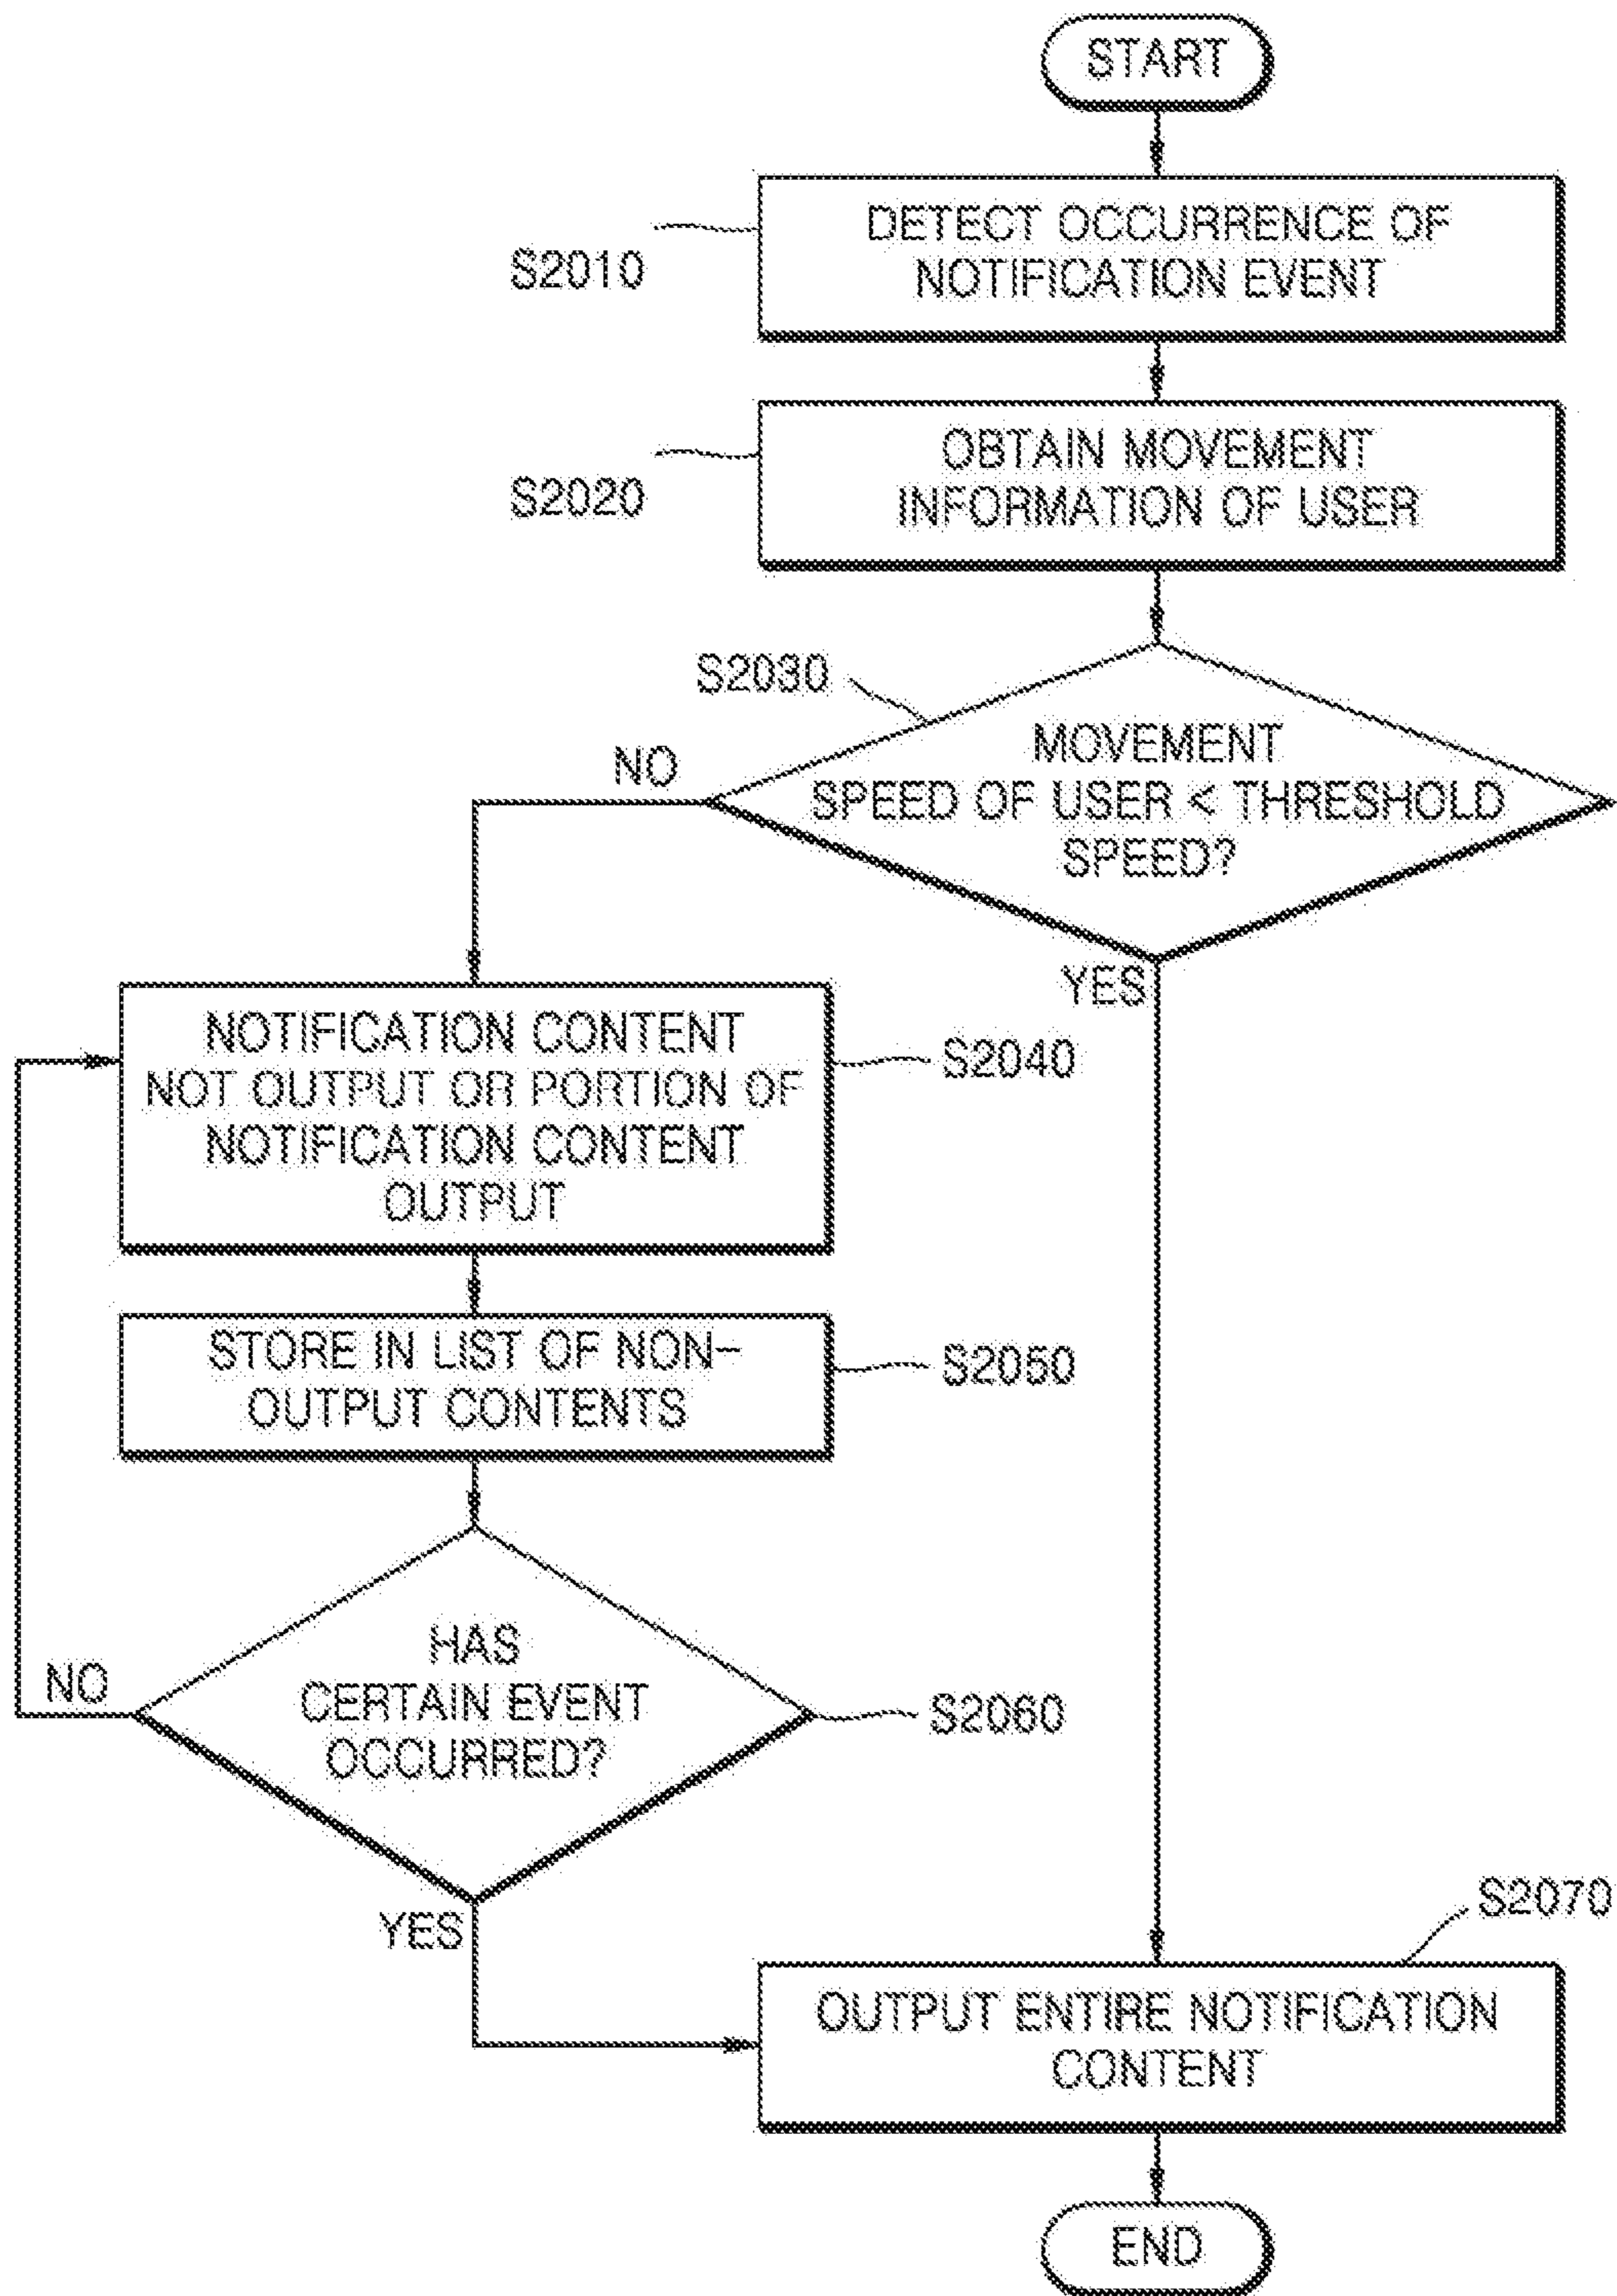 START
DETECT OCCURRENCE OF
NOTIFICATION EVENT
S2010
OBTAIN MOVEMENT
INFORMATION OF USER
S2020
S2030
MOVEMENT
SPEED OF USER < THRESHOLD
SPEED?
NO
YES
NOTIFICATION CONTENT
NOT OUTPUT OR PORTION OF
NOTIFICATION CONTENT
OUTPUT
S2040
STORE IN LIST OF NON-
OUTPUT CONTENTS
S2050
HAS
CERTAIN EVENT
OCCURRED?
NO
S2060
YES
S2070
OUTPUT ENTIRE NOTIFICATION
CONTENT
END